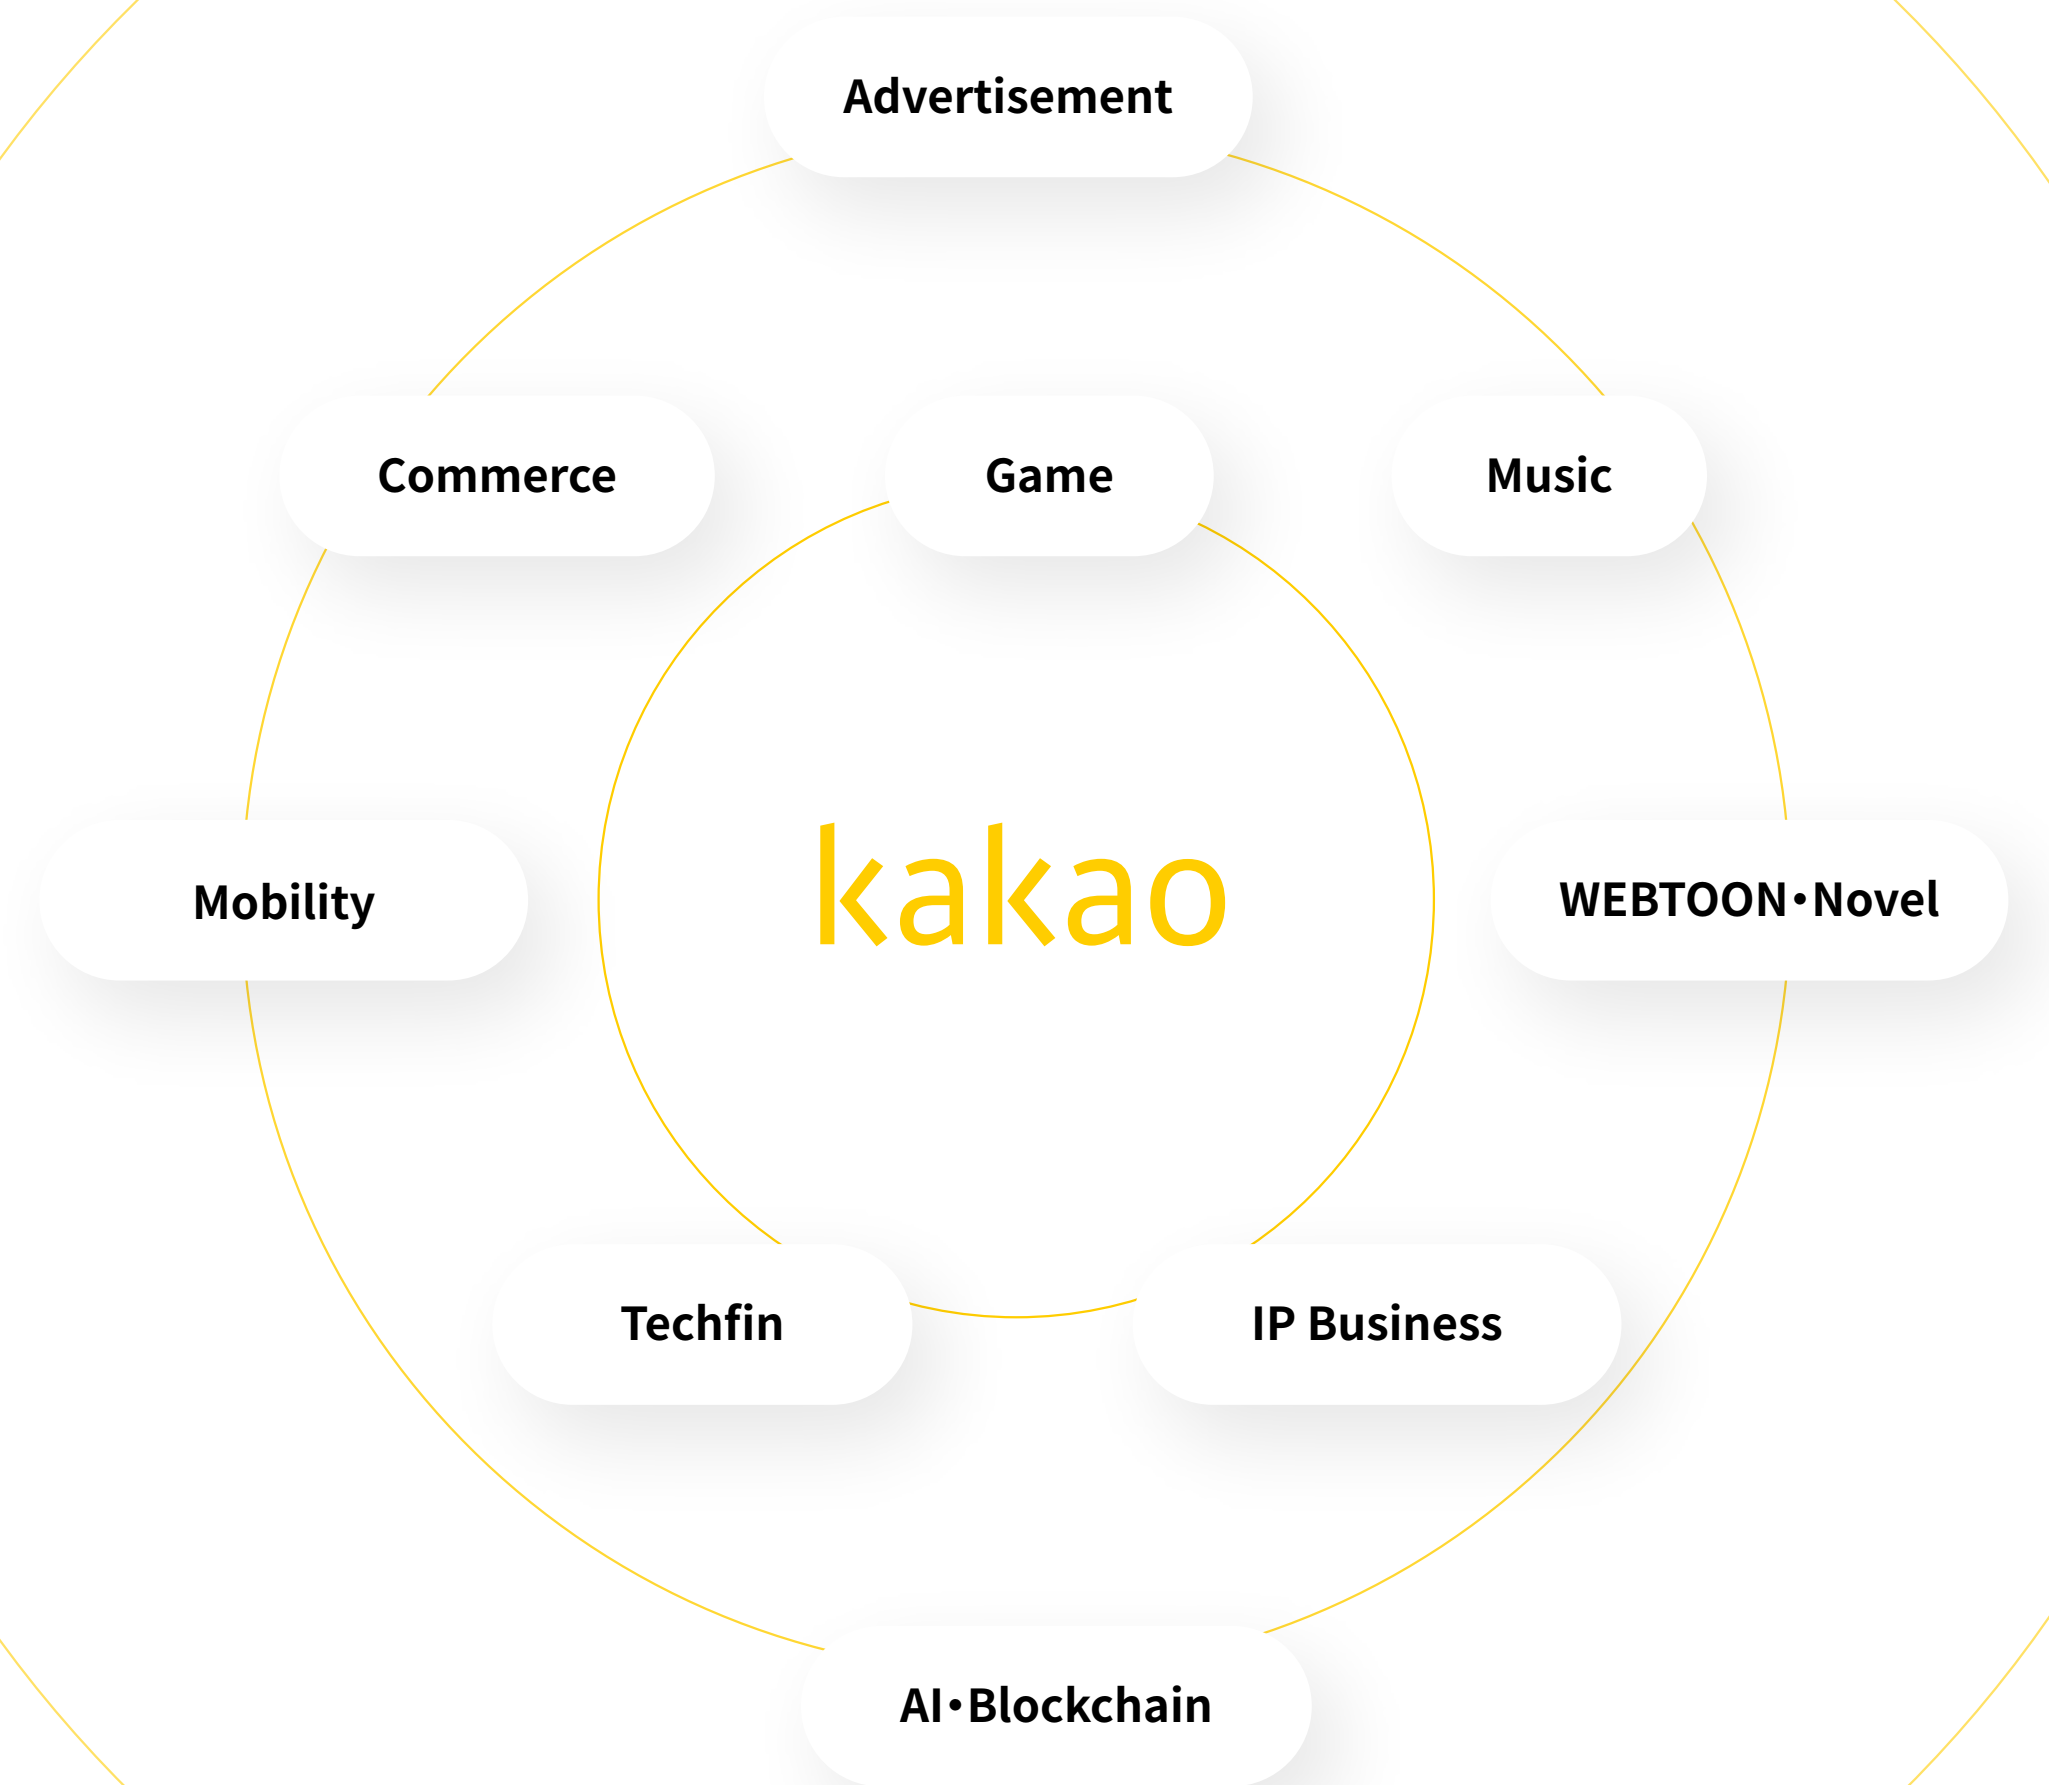 Advertisement
Commerce
Game
Music
kakao
Mobility
WEBTOON•Novel
Techfin
IP Business
AI•Blockchain